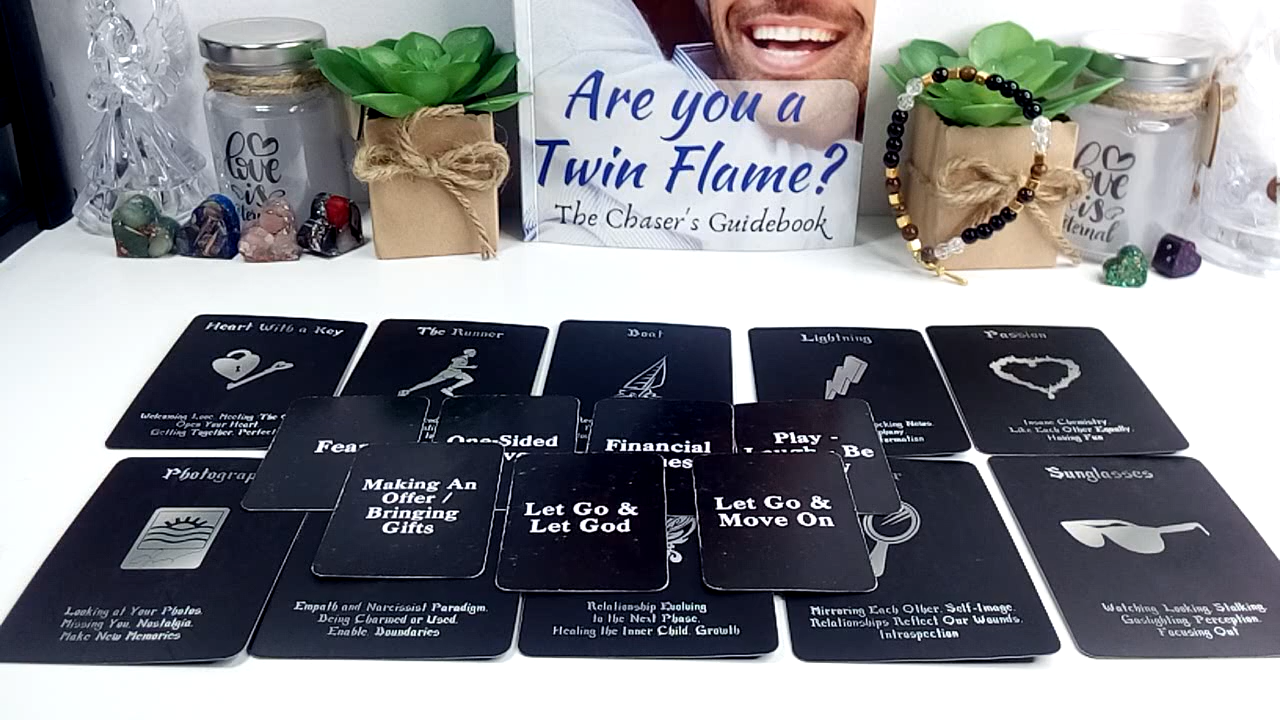 Are you a
Twin Flame?
The Chaser's Guidebook
love
is
love
is
eternal
Heart With a Key
Welcoming Love. Meeting The
Open Your Heart
Getting Together. Perfect
The Runner
Boat
Lightning
Passion
Insane Chemistry.
Like Each Other Equally.
Having Fun
Fear
One-Sided
Financial
Play -
Be
Photograp
Looking at Your Photos.
Missing You. Nostalgia.
Make New Memories
Making An
Offer /
Bringing
Gifts
Let Go &
Let God
Let Go &
Move On
Empath and Narcissist Paradigm.
Being Charmed or Used.
Enable. Boundaries
Relationship Evolving
to the Next Phase.
Healing the Inner Child. Growth
Mirroring Each Other. Self-Image.
Relationships Reflect Our Wounds.
Introspection
Sunglasses
Watching. Looking. Stalking.
Gaslighting. Perception.
Focusing Out